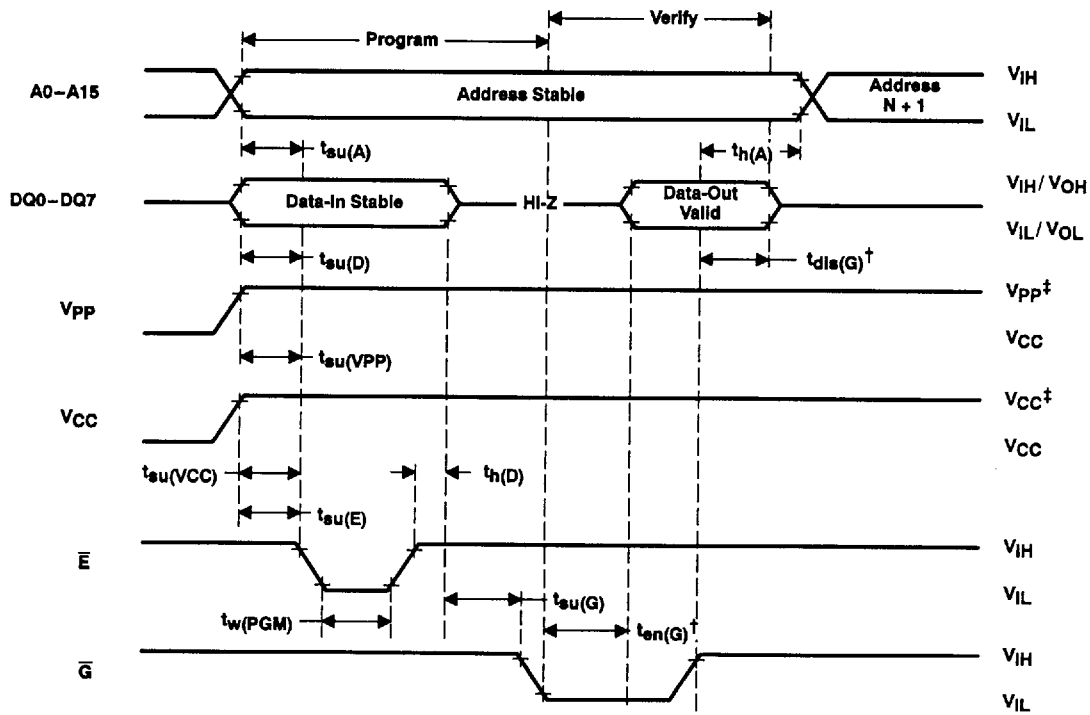 Verify
Program
A0–A15
Address Stable
Address
N + 1
VIH
VIL
tsu(A)
th(A)
DQ0–DQ7
Data-In Stable
HI-Z
Data-Out
Valid
VIH/VOH
VIL/VOL
tsu(D)
tdis(G)†
VPP
VPP‡
VCC
tsu(VPP)
VCC
VCC‡
VCC
tsu(VCC)
th(D)
tsu(E)
E̅
VIH
VIL
tw(PGM)
tsu(G)
ten(G)†
G̅
VIH
VIL